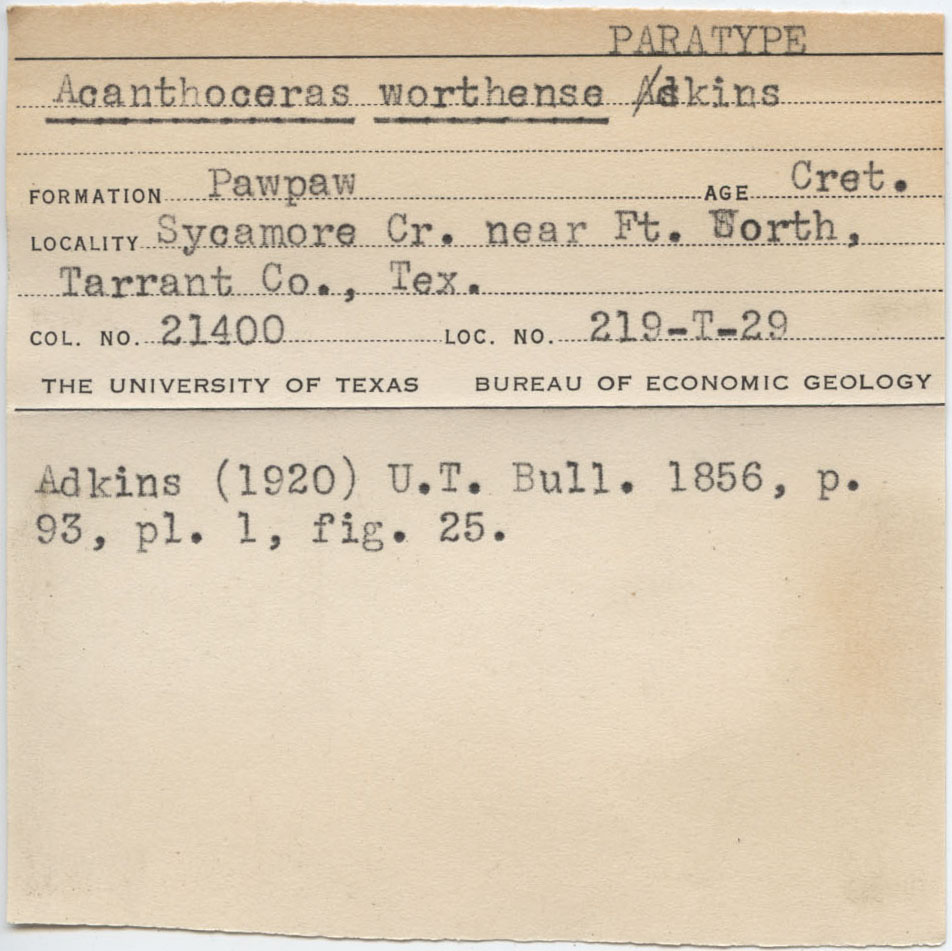 PARATYPE
Acanthoceras worthense Adkins
FORMATION Pawpaw AGE Cret.
LOCALITY Sycamore Cr. near Ft. Worth,
Tarrant Co., Tex.
COL. NO. 21400 LOC. NO. 219-T-29
THE UNIVERSITY OF TEXAS BUREAU OF ECONOMIC GEOLOGY
Adkins (1920) U.T. Bull. 1856, p.
93, pl. 1, fig. 25.